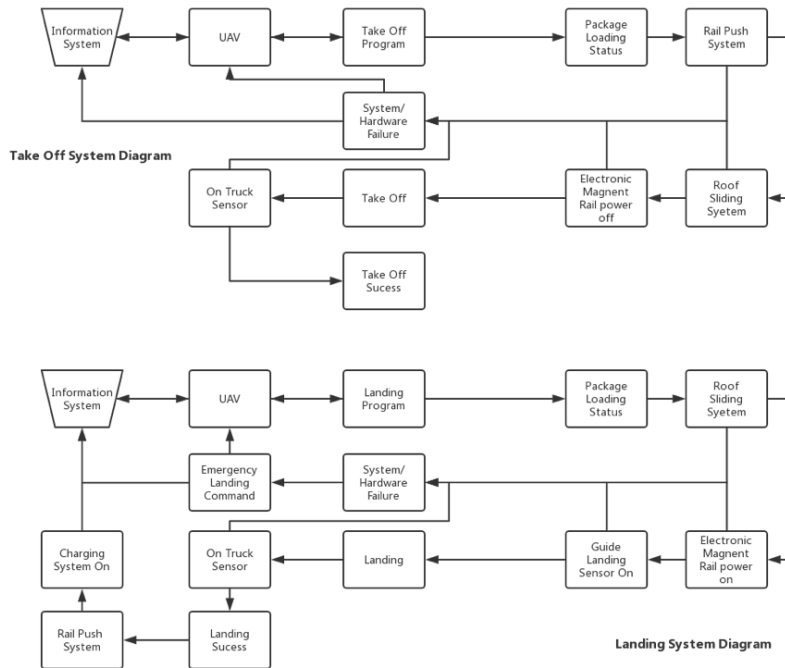 Information
System
UAV
Take Off
Program
Package
Loading
Status
Rail Push
System
System/
Hardware
Failure
Take Off System Diagram
On Truck
Sensor
Take Off
Electronic
Magnent
Rail power
off
Roof
Sliding
Syetem
Take Off
Sucess
Information
System
UAV
Landing
Program
Package
Loading
Status
Roof
Sliding
Syetem
Emergency
Landing
Command
System/
Hardware
Failure
Charging
System On
On Truck
Sensor
Landing
Guide
Landing
Sensor On
Electronic
Magnent
Rail power
on
Rail Push
System
Landing
Sucess
Landing System Diagram